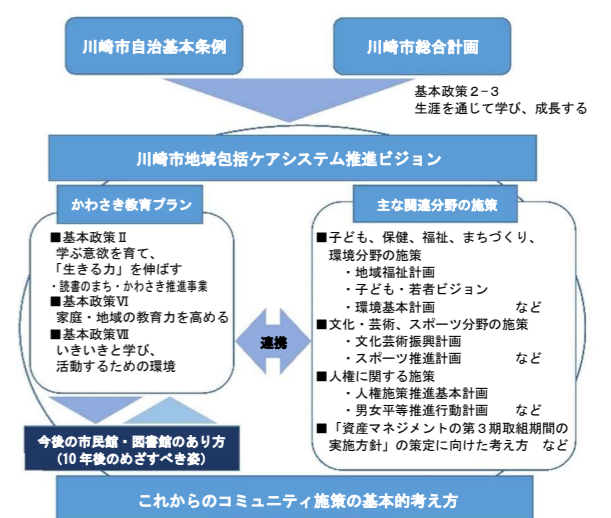 川崎市自治基本条例
川崎市総合計画
基本政策2-3
生涯を通じて学び、成長する
川崎市地域包括ケアシステム推進ビジョン
かわさき教育プラン
■基本政策Ⅱ
学ぶ意欲を育て、
「生きる力」を伸ばす
・読書のまち・かわさき推進事業
■基本政策Ⅵ
家庭・地域の教育力を高める
■基本政策Ⅶ
いきいきと学び、
活動するための環境
連携
主な関連分野の施策
■子ども、保健、福祉、まちづくり、
環境分野の施策
・地域福祉計画
・子ども・若者ビジョン
・環境基本計画 など
■文化・芸術、スポーツ分野の施策
・文化芸術振興計画
・スポーツ推進計画 など
■人権に関する施策
・人権施策推進基本計画
・男女平等推進行動計画 など
■「資産マネジメントの第3期取組期間の
実施方針」の策定に向けた考え方 など
今後の市民館・図書館のあり方
(10年後のめざすべき姿)
これからのコミュニティ施策の基本的考え方